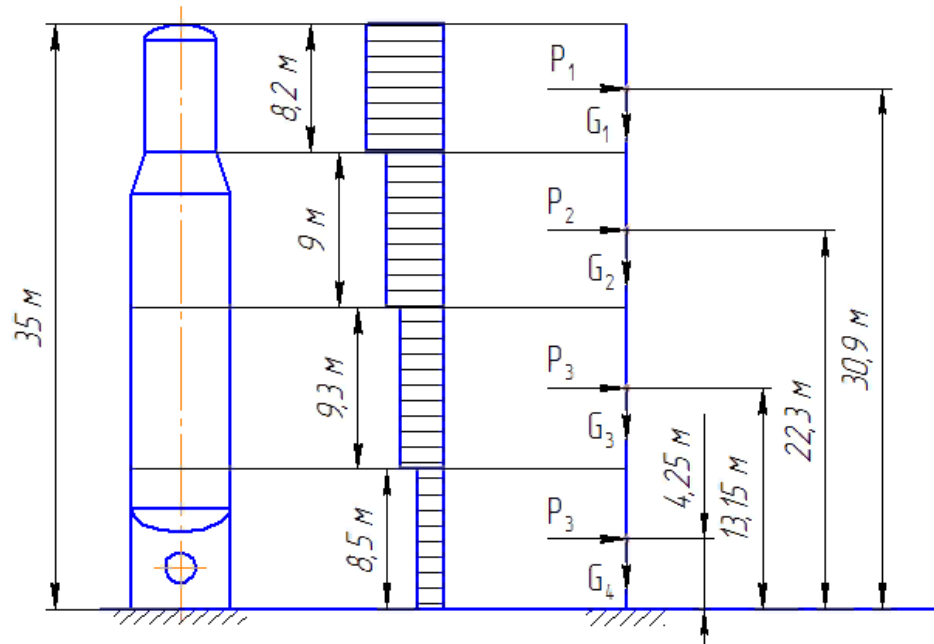 P₁
G₁
8,2 м
P₂
G₂
9 м
35 м
30,9 м
P₃
G₃
9,3 м
22,3 м
13,15 м
4,25 м
P₃
G₄
8,5 м